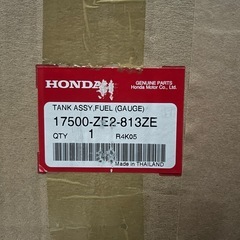 HONDA
GENUINE PARTS
Honda Motor Co., Ltd.
TANK ASSY,FUEL (GAUGE)
17500-ZE2-813ZE
QTY 1 R4K05
Made in THAILAND